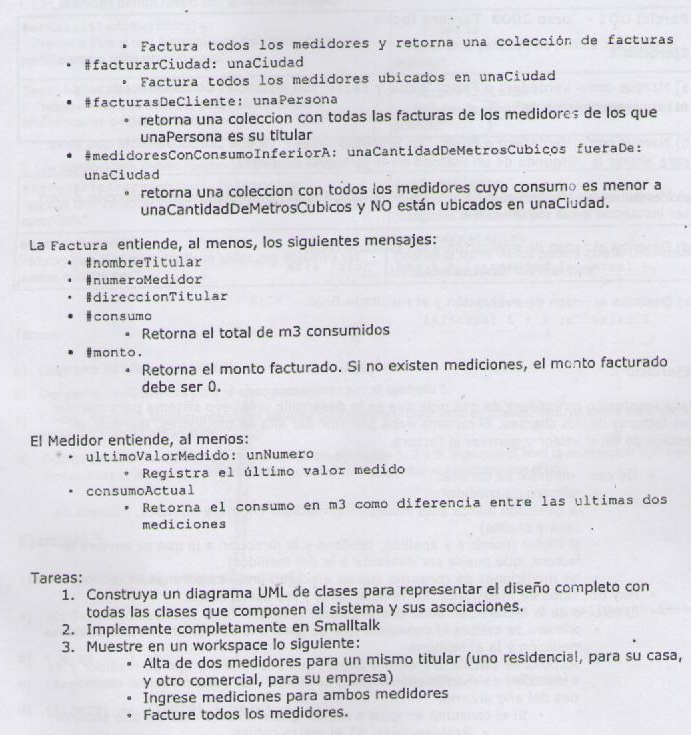 • Factura todos los medidores y retorna una colección de facturas
• #facturarCiudad: unaCiudad
• Factura todos los medidores ubicados en unaCiudad
• #facturasDeCliente: unaPersona
• retorna una coleccion con todas las facturas de los medidores de los que
unaPersona es su titular
• #medidoresConConsumoInferiorA: unaCantidadDeMetrosCubicos fueraDe:
unaCiudad
• retorna una coleccion con todos los medidores cuyo consumo es menor a
unaCantidadDeMetrosCubicos y NO están ubicados en unaCiudad.
La Factura entiende, al menos, los siguientes mensajes:
• #nombreTitular
• #numeroMedidor
• #direccionTitular
• #consumo
• Retorna el total de m3 consumidos
• #monto.
• Retorna el monto facturado. Si no existen mediciones, el monto facturado
debe ser 0.
El Medidor entiende, al menos:
• ultimoValorMedido: unNumero
• Registra el último valor medido
• consumoActual
• Retorna el consumo en m3 como diferencia entre las ultimas dos
mediciones
Tareas:
1. Construya un diagrama UML de clases para representar el diseño completo con
todas las clases que componen el sistema y sus asociaciones.
2. Implemente completamente en Smalltalk
3. Muestre en un workspace lo siguiente:
• Alta de dos medidores para un mismo titular (uno residencial, para su casa,
y otro comercial, para su empresa)
• Ingrese mediciones para ambos medidores
• Facture todos los medidores.